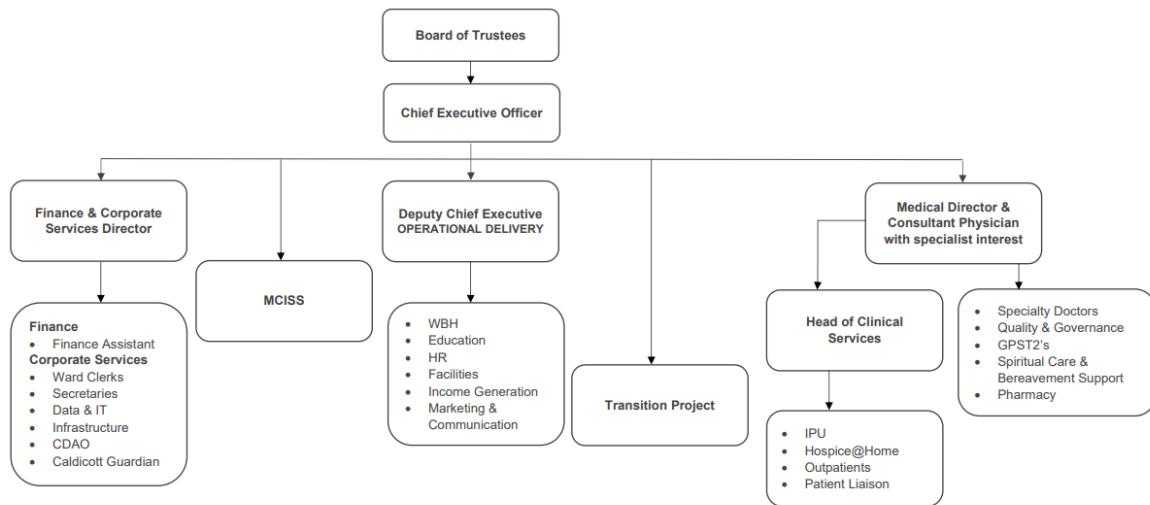 Board of Trustees
Chief Executive Officer
Finance & Corporate
Services Director
MCISS
Deputy Chief Executive
OPERATIONAL DELIVERY
Transition Project
Medical Director &
Consultant Physician
with specialist interest
Finance
• Finance Assistant
Corporate Services
• Ward Clerks
• Secretaries
• Data & IT
• Infrastructure
• CDAO
• Caldicott Guardian
• WBH
• Education
• HR
• Facilities
• Income Generation
• Marketing &
Communication
Head of Clinical
Services
• IPU
• Hospice@Home
• Outpatients
• Patient Liaison
• Specialty Doctors
• Quality & Governance
• GPST2's
• Spiritual Care &
Bereavement Support
• Pharmacy